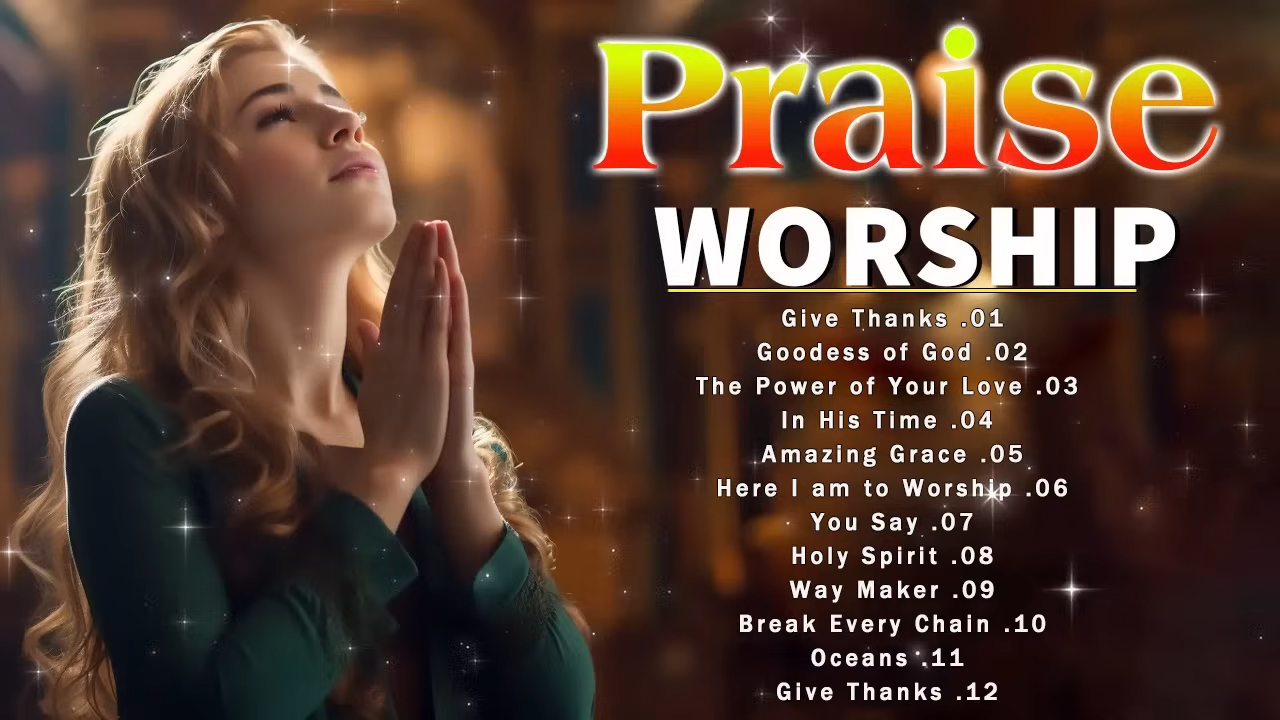 Praise
WORSHIP
Give Thanks .01
Goodess of God .02
The Power of Your Love .03
In His Time .04
Amazing Grace .05
Here I am to Worship .06
You Say .07
Holy Spirit .08
Way Maker .09
Break Every Chain .10
Oceans .11
Give Thanks .12